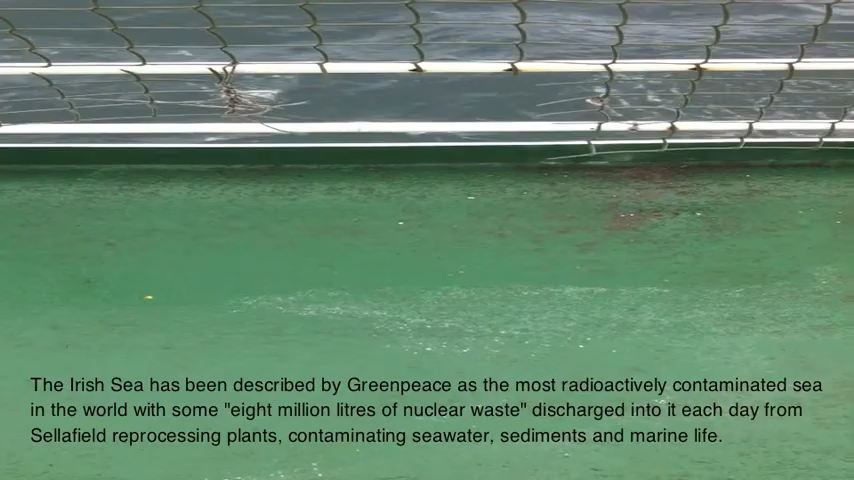 The Irish Sea has been described by Greenpeace as the most radioactively contaminated sea
in the world with some "eight million litres of nuclear waste" discharged into it each day from
Sellafield reprocessing plants, contaminating seawater, sediments and marine life.